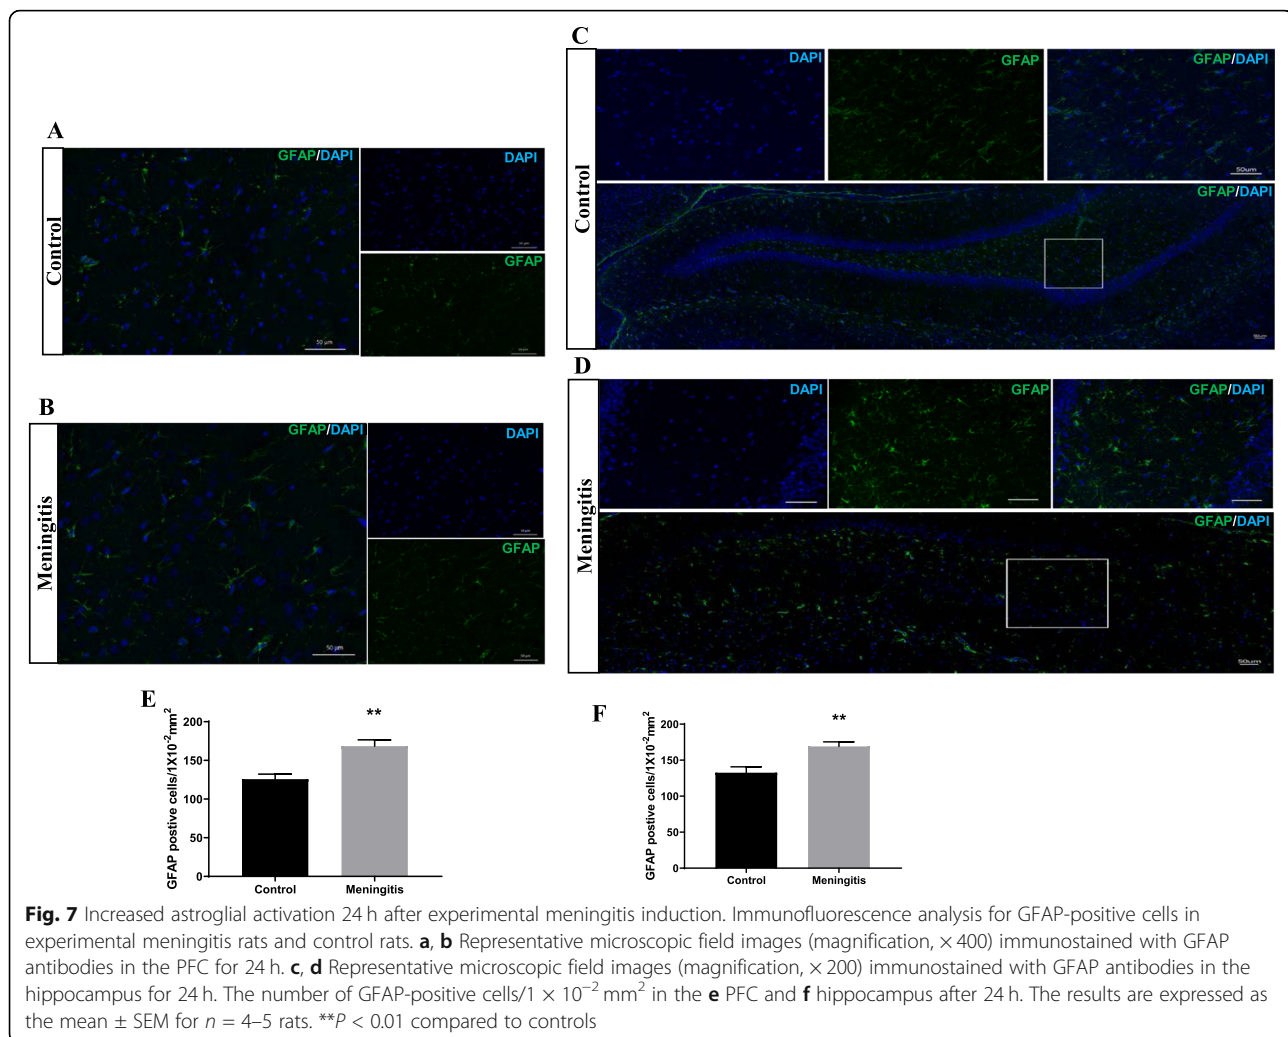 C
DAPI
GFAP
GFAP/DAPI
Control
50um
GFAP/DAPI
A
GFAP/DAPI
DAPI
Control
GFAP
50 µm
D
DAPI
GFAP
GFAP/DAPI
Meningitis
GFAP/DAPI
50um
B
GFAP/DAPI
DAPI
Meningitis
GFAP
50 µm
E
**
GFAP postive cells/1X10⁻²mm²
200
150
100
50
0
Control
Meningitis
F
**
GFAP postive cells/1X10⁻²mm²
200
150
100
50
0
Control
Meningitis
Fig. 7 Increased astroglial activation 24 h after experimental meningitis induction. Immunofluorescence analysis for GFAP-positive cells in
experimental meningitis rats and control rats. a, b Representative microscopic field images (magnification, × 400) immunostained with GFAP
antibodies in the PFC for 24 h. c, d Representative microscopic field images (magnification, × 200) immunostained with GFAP antibodies in the
hippocampus for 24 h. The number of GFAP-positive cells/1 × 10⁻² mm² in the e PFC and f hippocampus after 24 h. The results are expressed as
the mean ± SEM for n = 4–5 rats. **P < 0.01 compared to controls